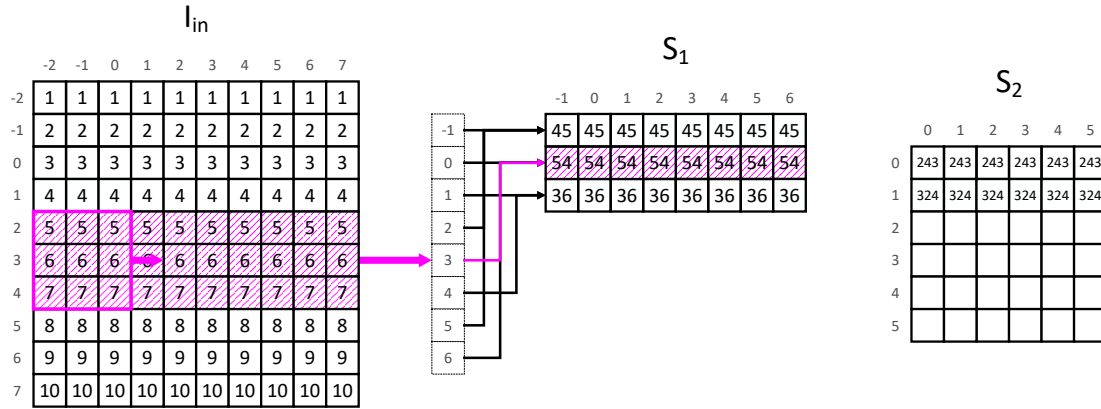 I_in
-2 -1 0 1 2 3 4 5 6 7
-2 1 1 1 1 1 1 1 1 1 1
-1 2 2 2 2 2 2 2 2 2 2
0 3 3 3 3 3 3 3 3 3 3
1 4 4 4 4 4 4 4 4 4 4
2 5 5 5 5 5 5 5 5 5 5
3 6 6 6 6 6 6 6 6 6 6
4 7 7 7 7 7 7 7 7 7 7
5 8 8 8 8 8 8 8 8 8 8
6 9 9 9 9 9 9 9 9 9 9
7 10 10 10 10 10 10 10 10 10 10
-1
0
1
2
3
4
5
6
S_1
-1 0 1 2 3 4 5 6
45 45 45 45 45 45 45 45
54 54 54 54 54 54 54 54
36 36 36 36 36 36 36 36
S_2
0 1 2 3 4 5
0 243 243 243 243 243 243
1 324 324 324 324 324 324
2
3
4
5